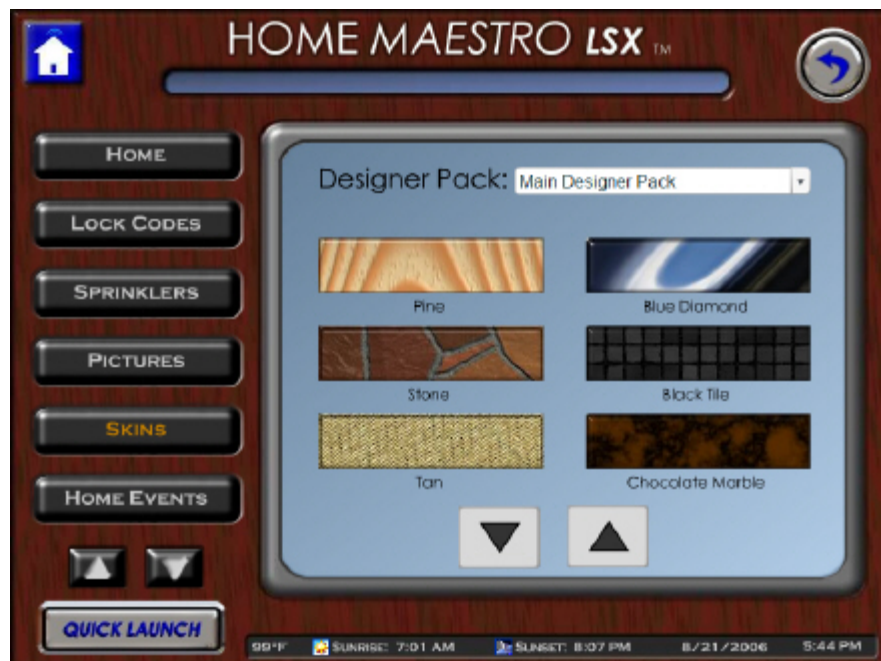 HOME MAESTRO LSX TM
HOME
LOCK CODES
SPRINKLERS
PICTURES
SKINS
HOME EVENTS
QUICK LAUNCH
Designer Pack: Main Designer Pack
Pine
Blue Diamond
Stone
Black Tile
Tan
Chocolate Marble
99°F SUNRISE: 7:01 AM SUNSET: 8:07 PM 8/21/2006 5:44 PM